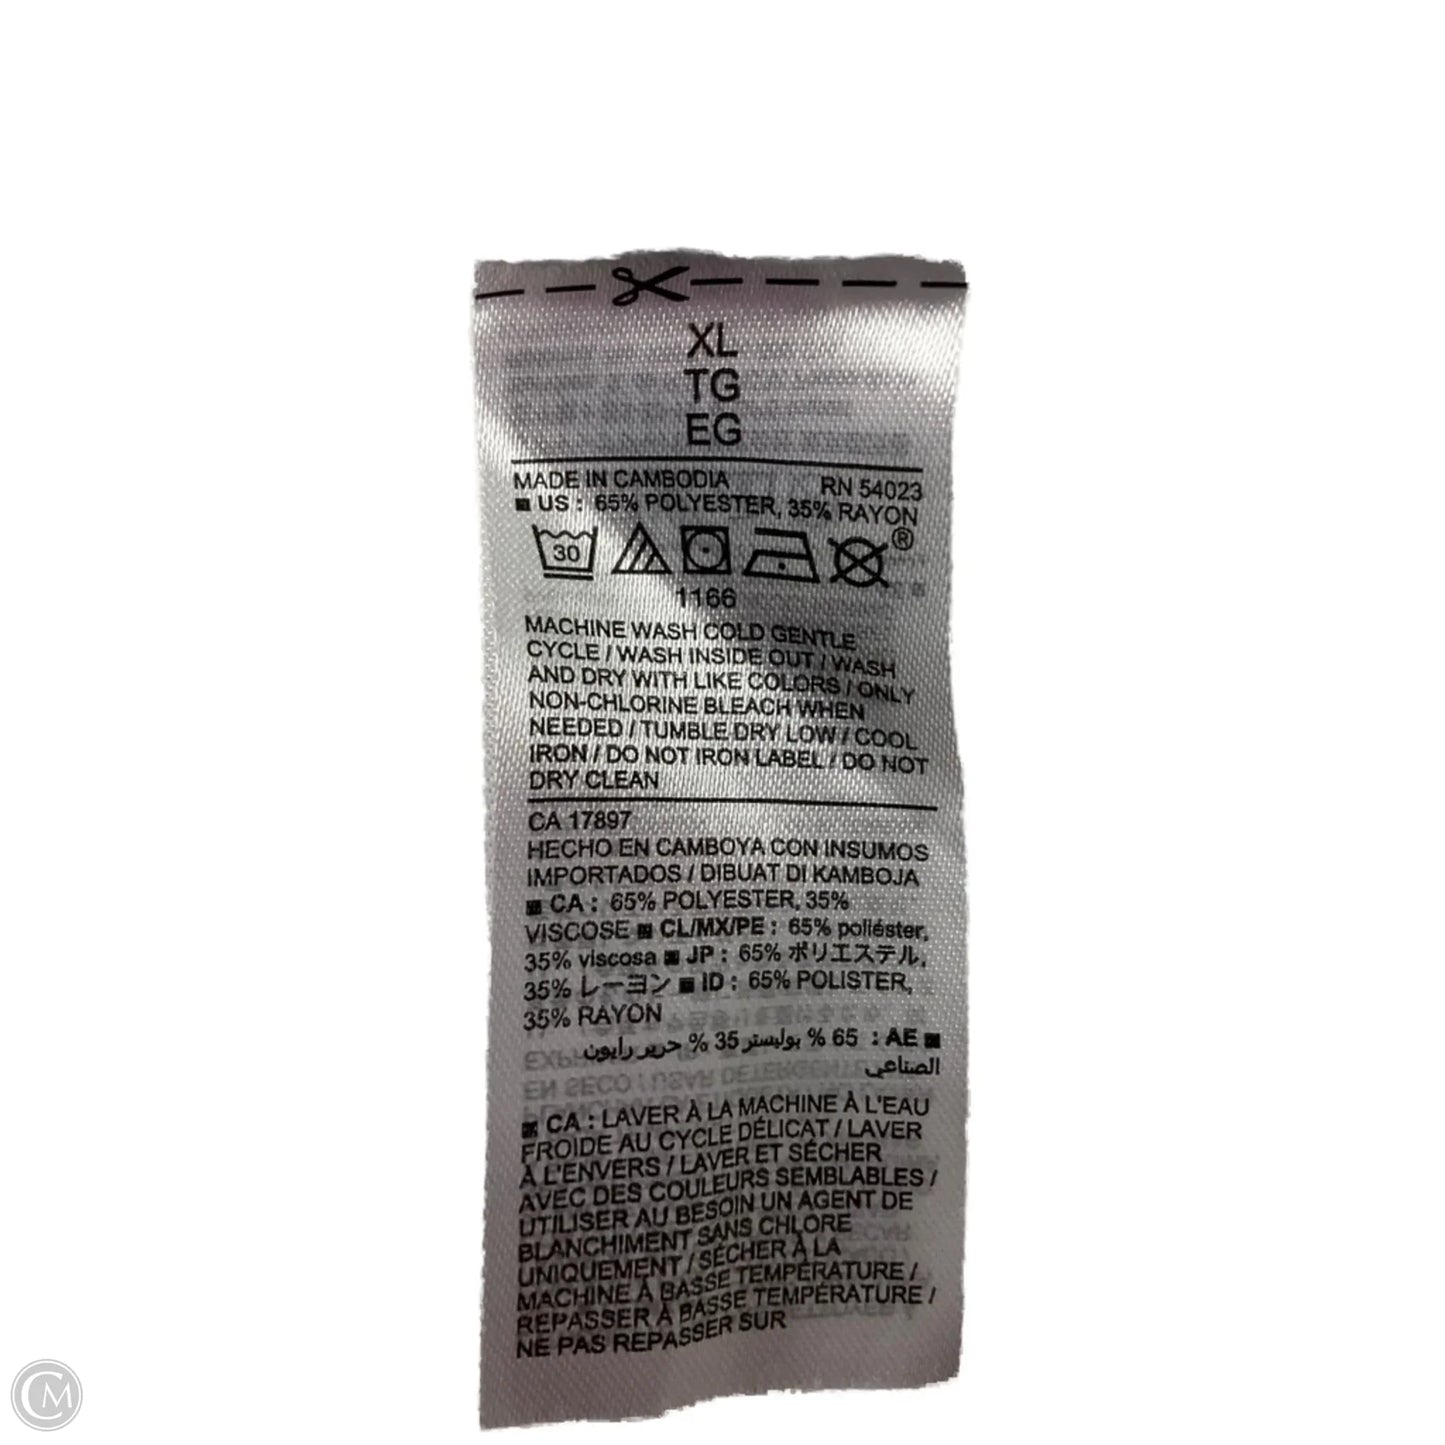 XL
TG
EG
MADE IN CAMBODIA RN 54023
US : 65% POLYESTER, 35% RAYON
30
®
1166
MACHINE WASH COLD GENTLE
CYCLE / WASH INSIDE OUT / WASH
AND DRY WITH LIKE COLORS / ONLY
NON-CHLORINE BLEACH WHEN
NEEDED / TUMBLE DRY LOW / COOL
IRON / DO NOT IRON LABEL / DO NOT
DRY CLEAN
CA 17897
HECHO EN CAMBOYA CON INSUMOS
IMPORTADOS / DIBUAT DI KAMBOJA
■ CA : 65% POLYESTER, 35%
VISCOSE ■ CL/MX/PE : 65% poliéster,
35% viscosa ■ JP : 65% ポリエステル,
35% レーヨン ■ ID : 65% POLISTER,
35% RAYON
■ AE : 65 % بوليستر 35 % حرير رايون
الصناعي
■ CA : LAVER À LA MACHINE À L'EAU
FROIDE AU CYCLE DÉLICAT / LAVER
À L'ENVERS / LAVER ET SÉCHER
AVEC DES COULEURS SEMBLABLES /
UTILISER AU BESOIN UN AGENT DE
BLANCHIMENT SANS CHLORE
UNIQUEMENT / SÉCHER À LA
MACHINE À BASSE TEMPÉRATURE /
REPASSER À BASSE TEMPÉRATURE /
NE PAS REPASSER SUR
CM